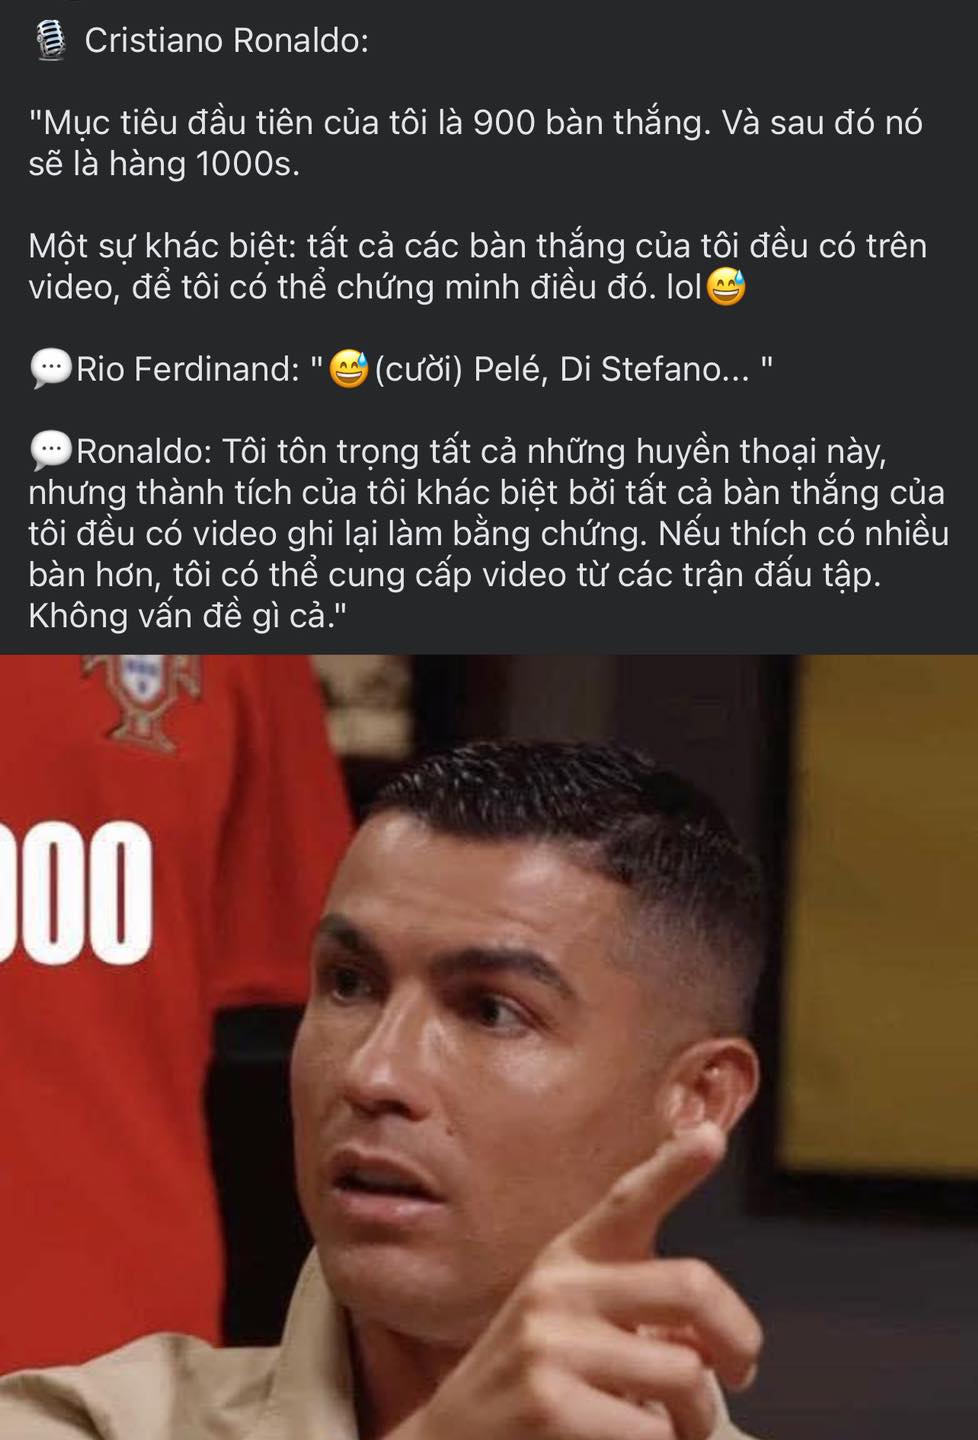 🎙 Cristiano Ronaldo:
"Mục tiêu đầu tiên của tôi là 900 bàn thắng. Và sau đó nó
sẽ là hàng 1000s.
Một sự khác biệt: tất cả các bàn thắng của tôi đều có trên
video, để tôi có thể chứng minh điều đó. lol😅
💬Rio Ferdinand: "😅(cười) Pelé, Di Stefano... "
💬Ronaldo: Tôi tôn trọng tất cả những huyền thoại này,
nhưng thành tích của tôi khác biệt bởi tất cả bàn thắng của
tôi đều có video ghi lại làm bằng chứng. Nếu thích có nhiều
bàn hơn, tôi có thể cung cấp video từ các trận đấu tập.
Không vấn đề gì cả."
00